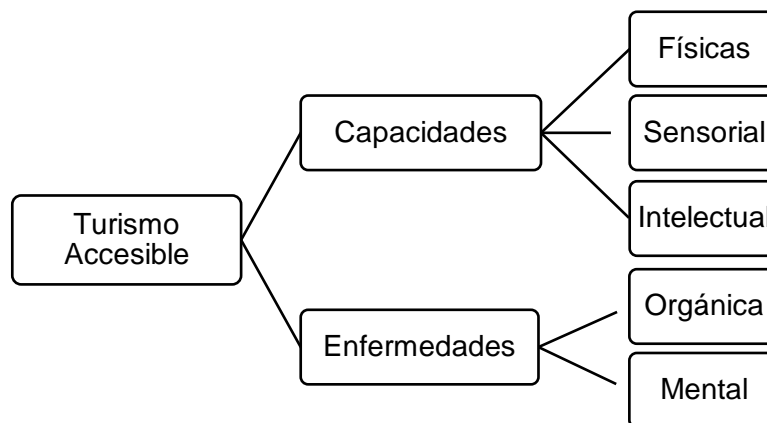 Turismo
Accesible
Capacidades
Físicas
Sensorial
Intelectual
Enfermedades
Orgánica
Mental